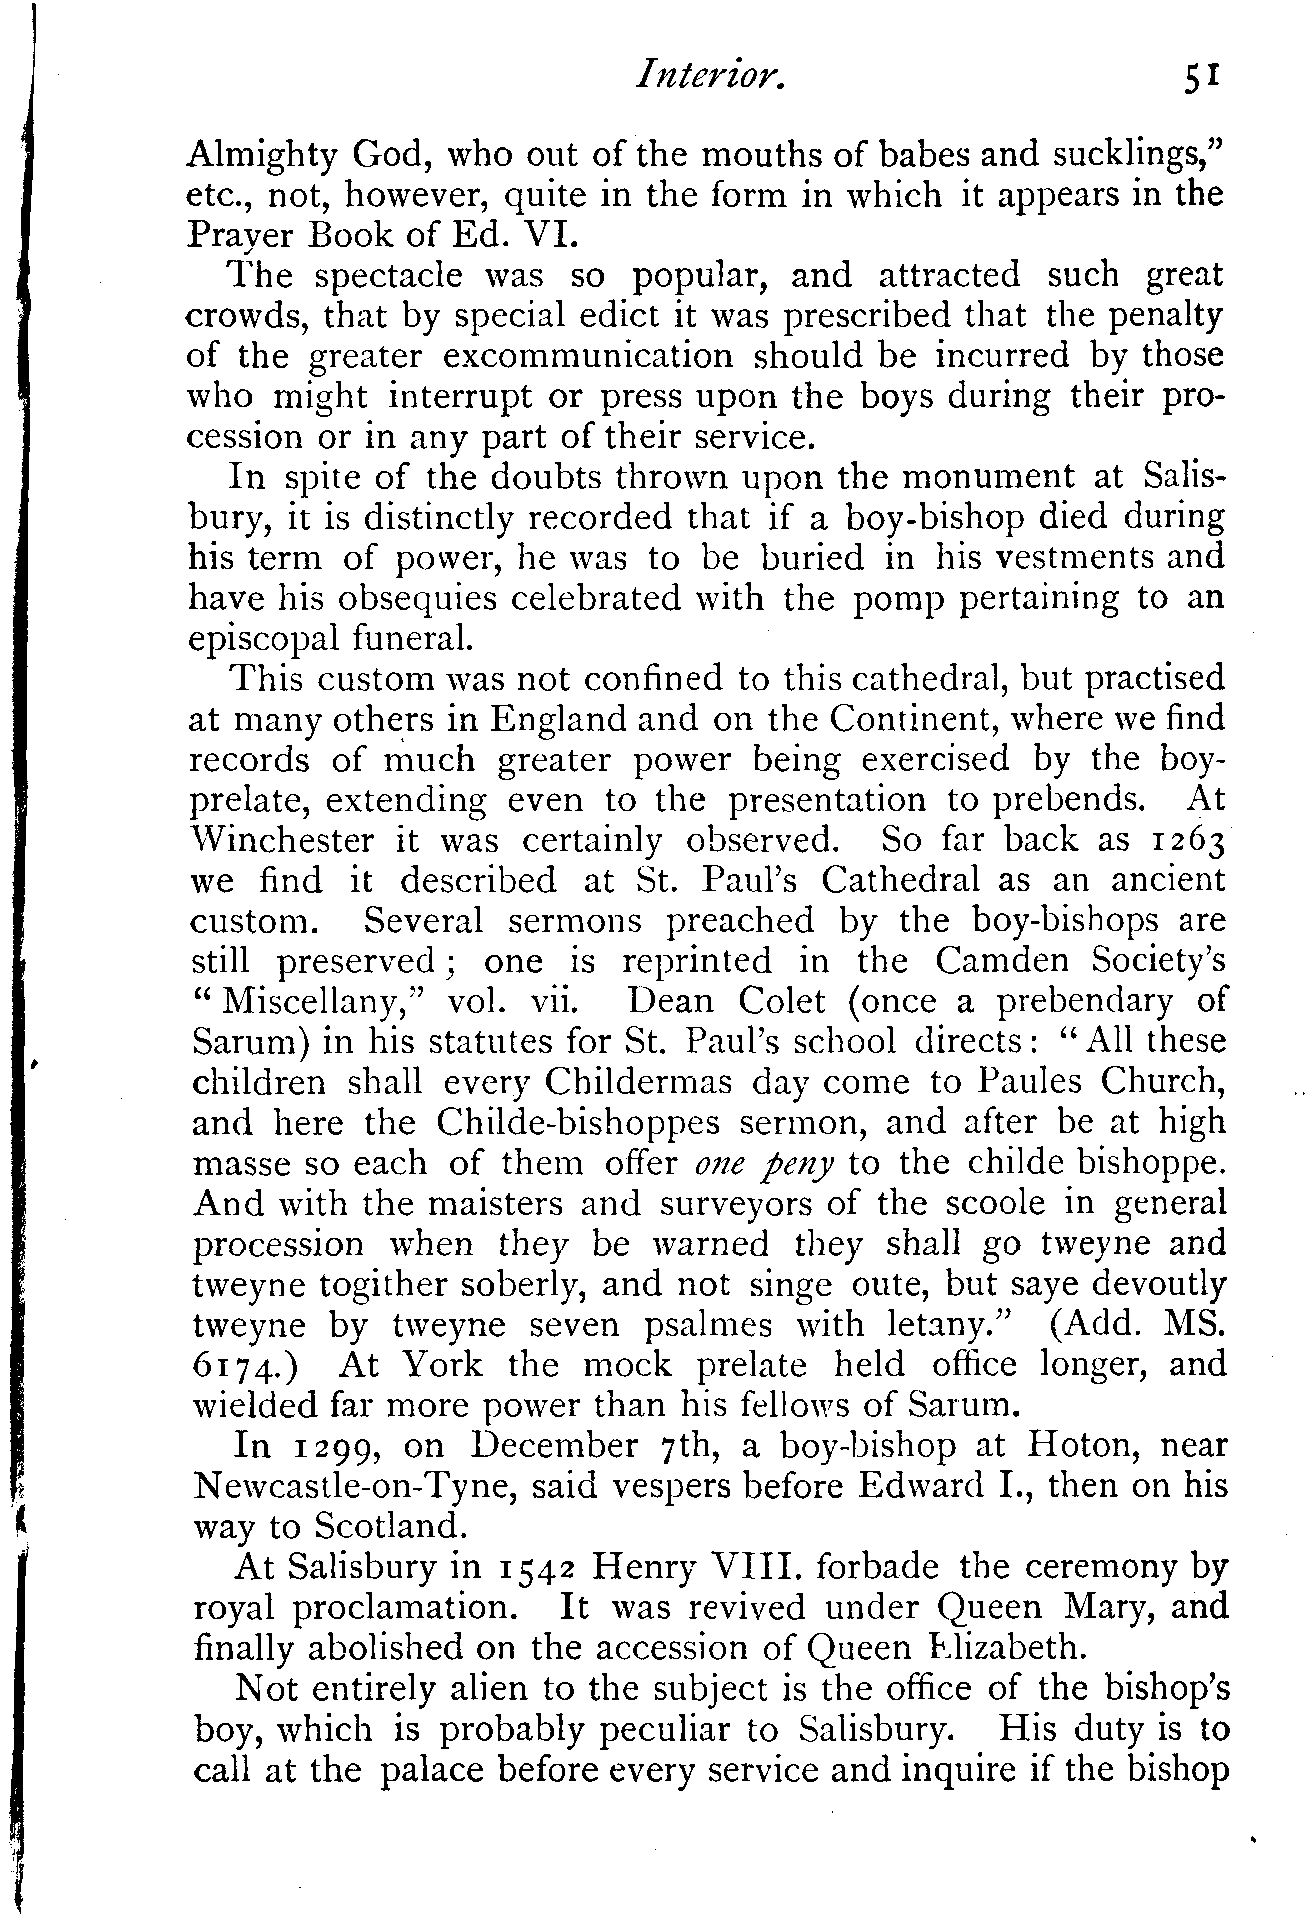 Interior. 51
Almighty God, who out of the mouths of babes and sucklings,”
etc., not, however, quite in the form in which it appears in the
Prayer Book of Ed. VI.
The spectacle was so popular, and attracted such great
crowds, that by special edict it was prescribed that the penalty
of the greater excommunication should be incurred by those
who might interrupt or press upon the boys during their pro-
cession or in any part of their service.
In spite of the doubts thrown upon the monument at Salis-
bury, it is distinctly recorded that if a boy-bishop died during
his term of power, he was to be buried in his vestments and
have his obsequies celebrated with the pomp pertaining to an
episcopal funeral.
This custom was not confined to this cathedral, but practised
at many others in England and on the Continent, where we find
records of much greater power being exercised by the boy-
prelate, extending even to the presentation to prebends. At
Winchester it was certainly observed. So far back as 1263
we find it described at St. Paul’s Cathedral as an ancient
custom. Several sermons preached by the boy-bishops are
still preserved; one is reprinted in the Camden Society’s
“Miscellany,” vol. vii. Dean Colet (once a prebendary of
Sarum) in his statutes for St. Paul’s school directs: “All these
children shall every Childermas day come to Paules Church,
and here the Childe-bishoppes sermon, and after be at high
masse so each of them offer one peny to the childe bishoppe.
And with the maisters and surveyors of the scoole in general
procession when they be warned they shall go tweyne and
tweyne togither soberly, and not singe oute, but saye devoutly
tweyne by tweyne seven psalmes with letany.” (Add. MS.
6174.) At York the mock prelate held office longer, and
wielded far more power than his fellows of Sarum.
In 1299, on December 7th, a boy-bishop at Hoton, near
Newcastle-on-Tyne, said vespers before Edward I., then on his
way to Scotland.
At Salisbury in 1542 Henry VIII. forbade the ceremony by
royal proclamation. It was revived under Queen Mary, and
finally abolished on the accession of Queen Elizabeth.
Not entirely alien to the subject is the office of the bishop’s
boy, which is probably peculiar to Salisbury. His duty is to
call at the palace before every service and inquire if the bishop